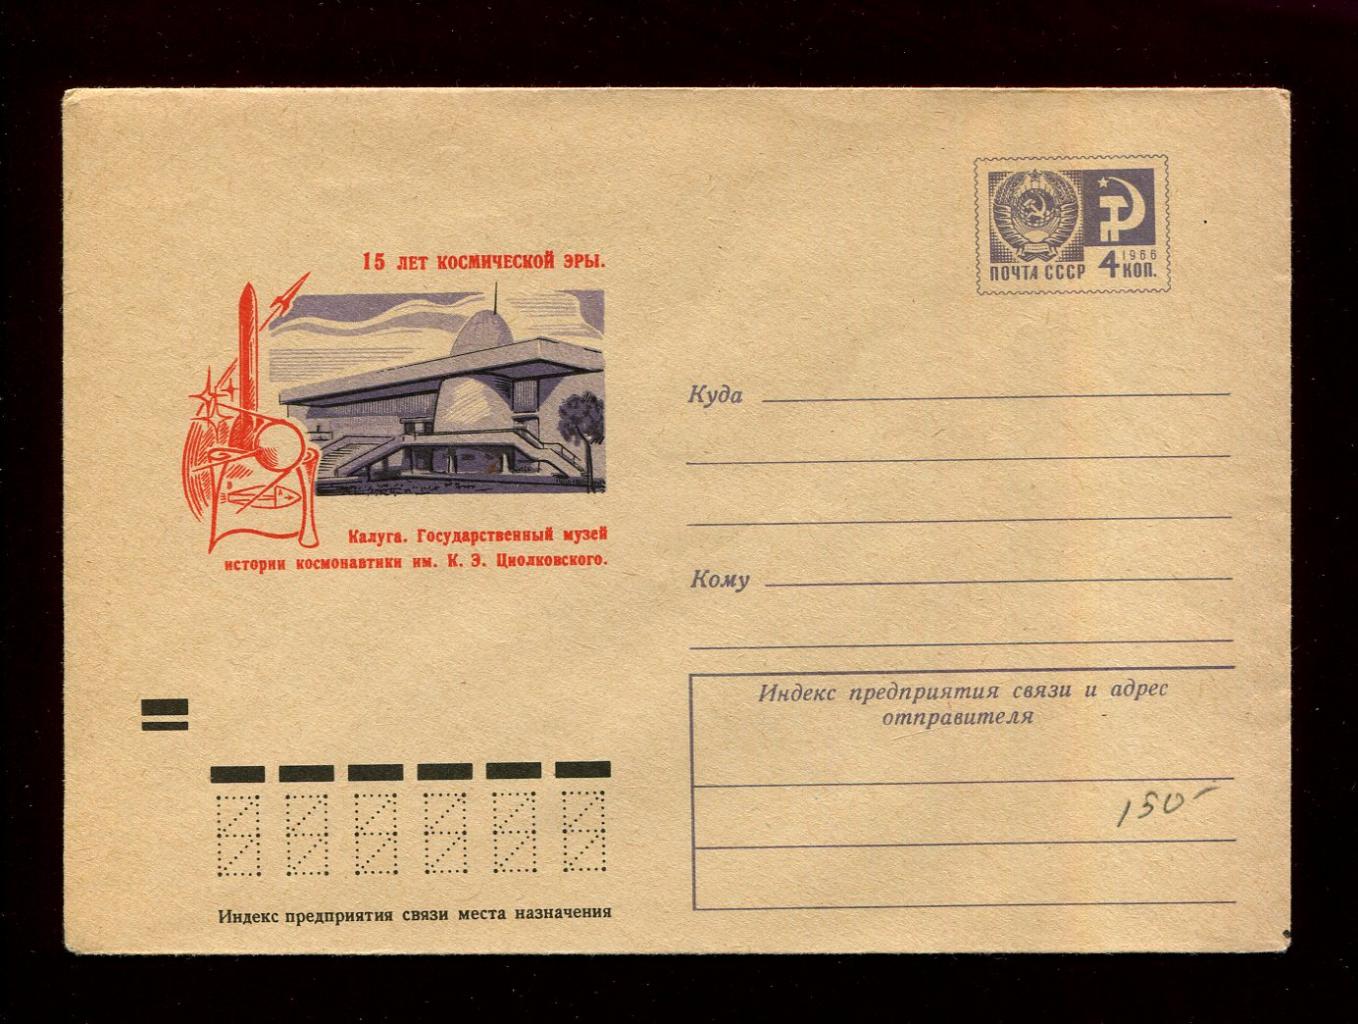 1966
ПОЧТА СССР 4 КОП.
15 ЛЕТ КОСМИЧЕСКОЙ ЭРЫ.
Калуга. Государственный музей
истории космонавтики им. К. Э. Циолковского.
Куда
Кому
Индекс предприятия связи и адрес
отправителя
150-
Индекс предприятия связи места назначения